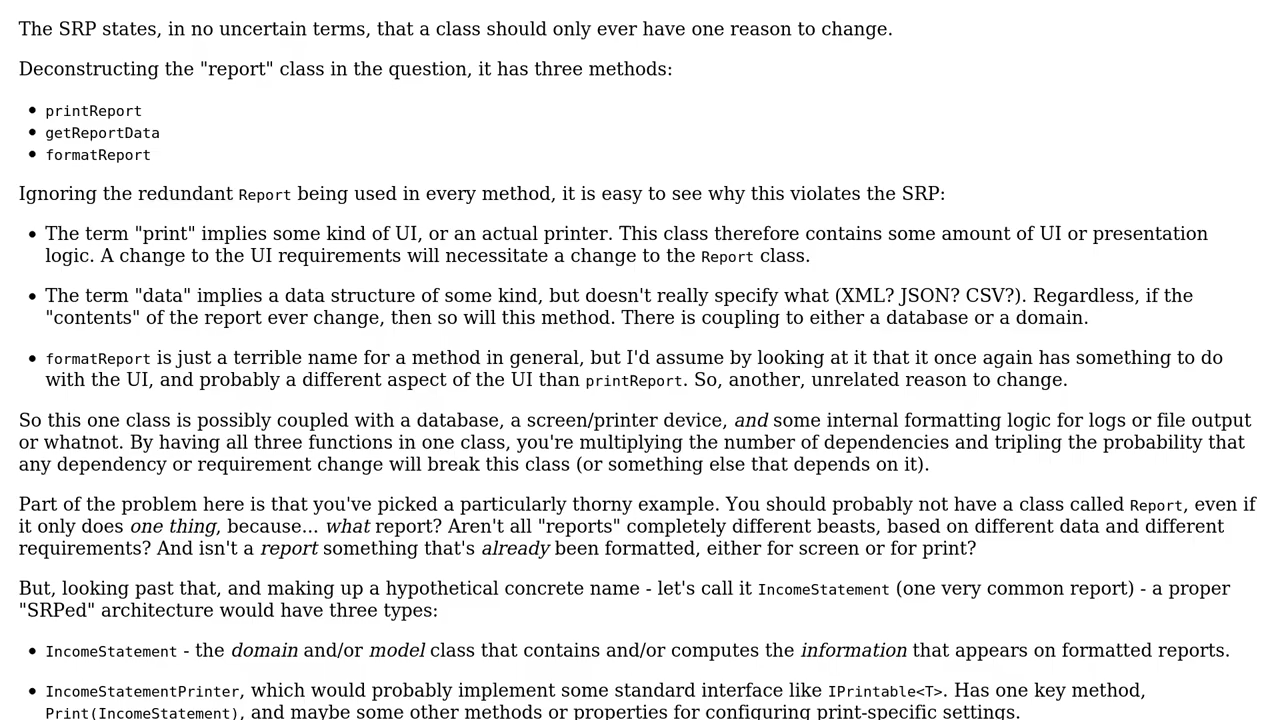 The SRP states, in no uncertain terms, that a class should only ever have one reason to change.
Deconstructing the "report" class in the question, it has three methods:
• printReport
• getReportData
• formatReport
Ignoring the redundant Report being used in every method, it is easy to see why this violates the SRP:
• The term "print" implies some kind of UI, or an actual printer. This class therefore contains some amount of UI or presentation
logic. A change to the UI requirements will necessitate a change to the Report class.
• The term "data" implies a data structure of some kind, but doesn't really specify what (XML? JSON? CSV?). Regardless, if the
"contents" of the report ever change, then so will this method. There is coupling to either a database or a domain.
• formatReport is just a terrible name for a method in general, but I'd assume by looking at it that it once again has something to do
with the UI, and probably a different aspect of the UI than printReport. So, another, unrelated reason to change.
So this one class is possibly coupled with a database, a screen/printer device, and some internal formatting logic for logs or file output
or whatnot. By having all three functions in one class, you're multiplying the number of dependencies and tripling the probability that
any dependency or requirement change will break this class (or something else that depends on it).
Part of the problem here is that you've picked a particularly thorny example. You should probably not have a class called Report, even if
it only does one thing, because... what report? Aren't all "reports" completely different beasts, based on different data and different
requirements? And isn't a report something that's already been formatted, either for screen or for print?
But, looking past that, and making up a hypothetical concrete name - let's call it IncomeStatement (one very common report) - a proper
"SRPed" architecture would have three types:
• IncomeStatement - the domain and/or model class that contains and/or computes the information that appears on formatted reports.
• IncomeStatementPrinter, which would probably implement some standard interface like IPrintable<T>. Has one key method,
Print(IncomeStatement), and maybe some other methods or properties for configuring print-specific settings.